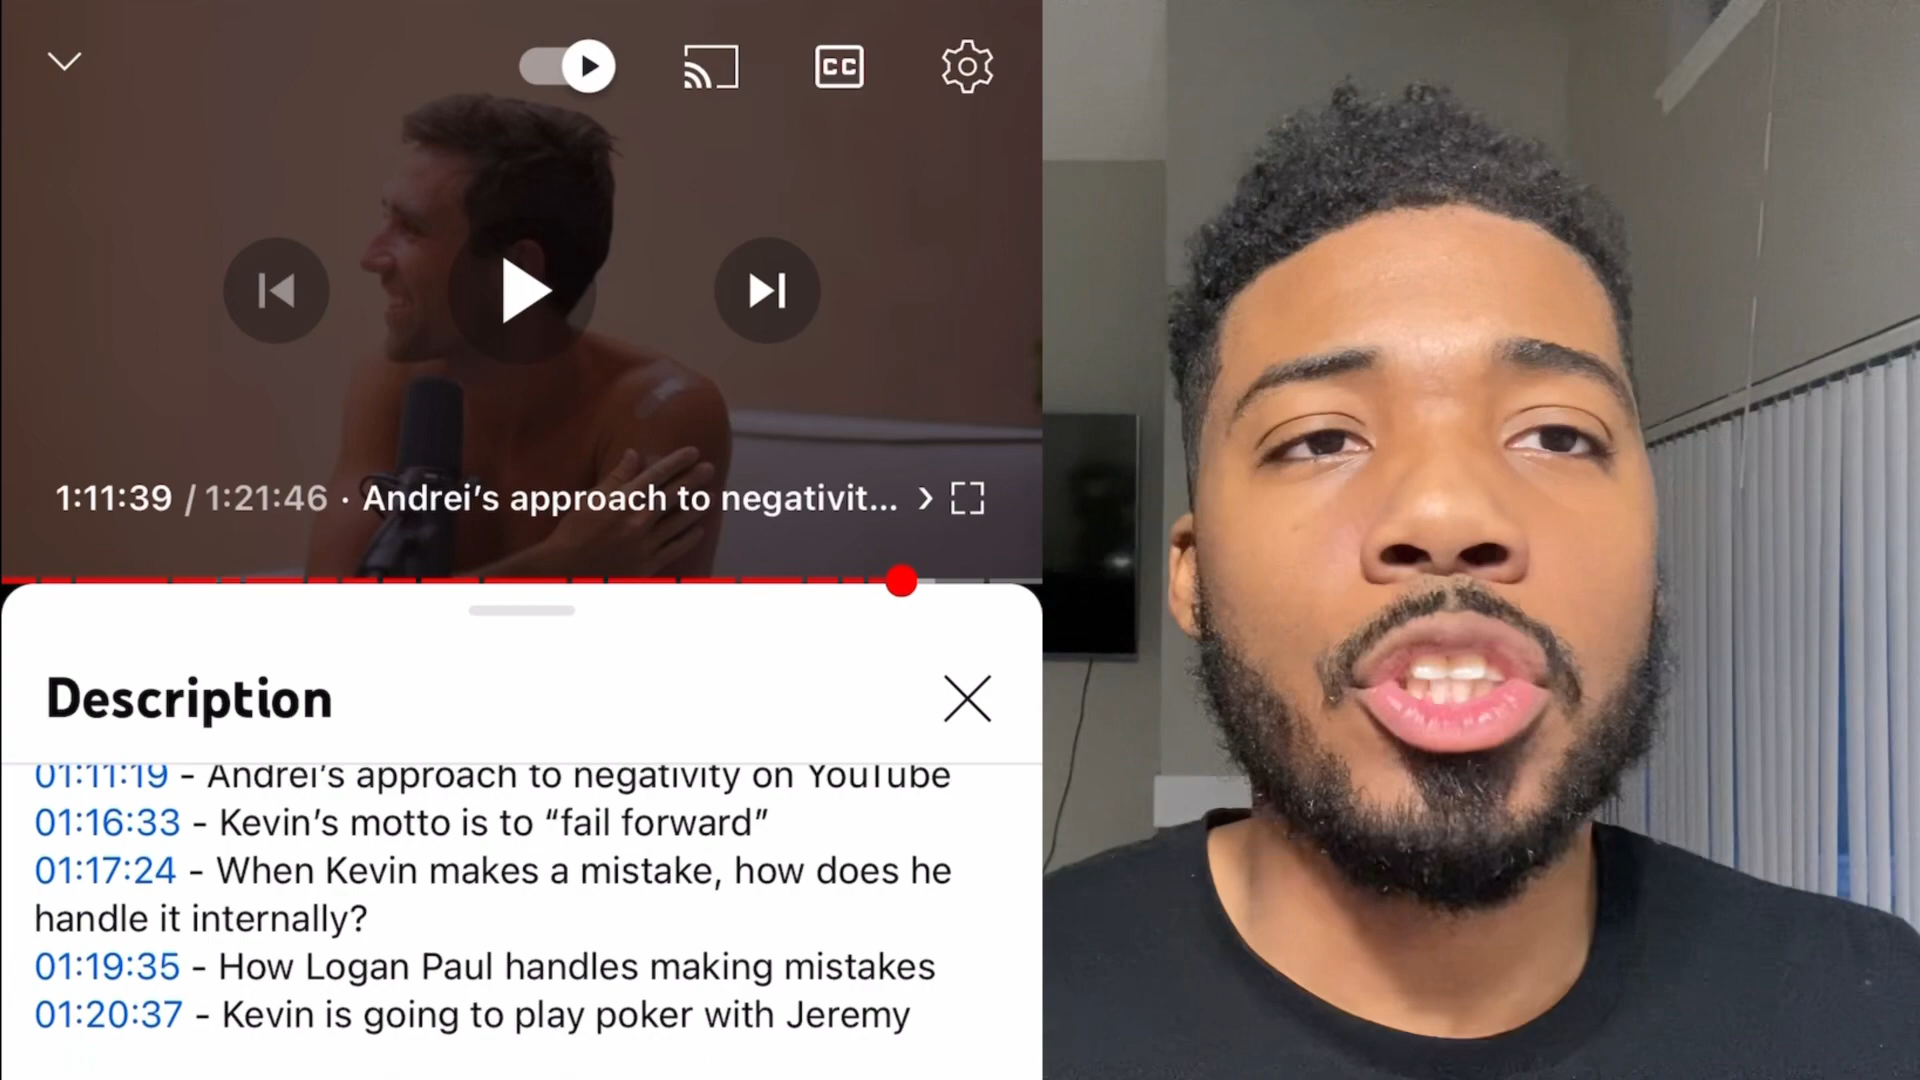 CC
1:11:39 / 1:21:46 · Andrei's approach to negativit... ›
Description
01:11:19 - Andrei's approach to negativity on YouTube
01:16:33 - Kevin's motto is to “fail forward”
01:17:24 - When Kevin makes a mistake, how does he
handle it internally?
01:19:35 - How Logan Paul handles making mistakes
01:20:37 - Kevin is going to play poker with Jeremy